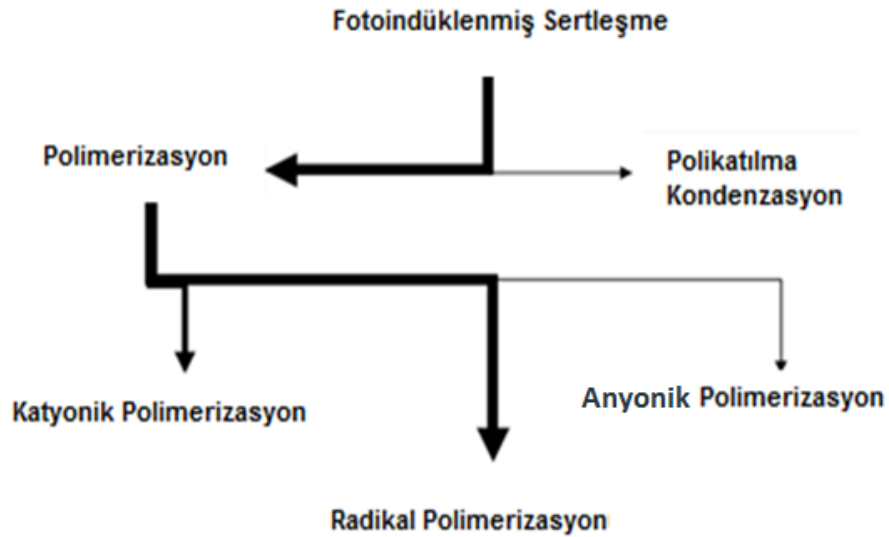 Fotoindüklenmiş Sertleşme
Polimerizasyon
Polikatılma
Kondenzasyon
Katyonik Polimerizasyon
Anyonik Polimerizasyon
Radikal Polimerizasyon